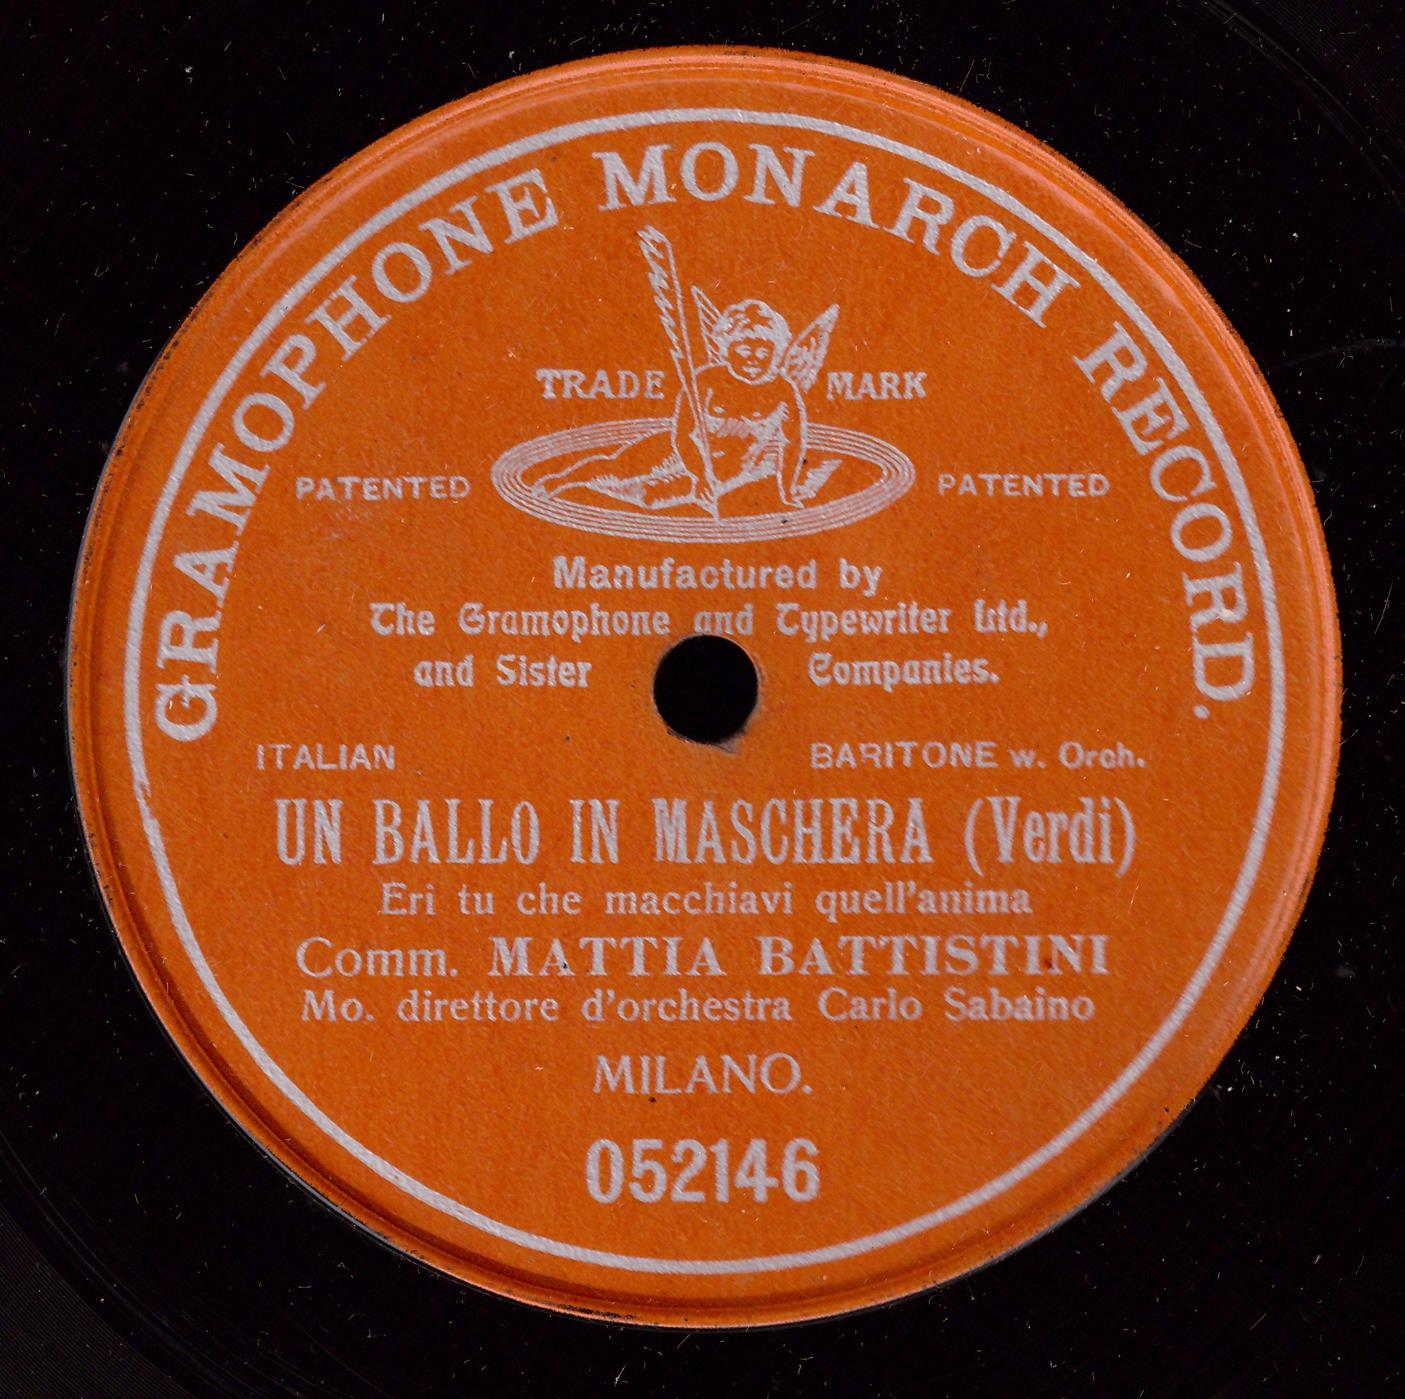 GRAMOPHONE MONARCH RECORD.
TRADE MARK
PATENTED PATENTED
Manufactured by
The Gramophone and Typewriter Ltd.,
and Sister Companies.
ITALIAN BARITONE w. Orch.
UN BALLO IN MASCHERA (Verdi)
Eri tu che macchiavi quell'anima
Comm. MATTIA BATTISTINI
Mo. direttore d'orchestra Carlo Sabaino
MILANO.
052146